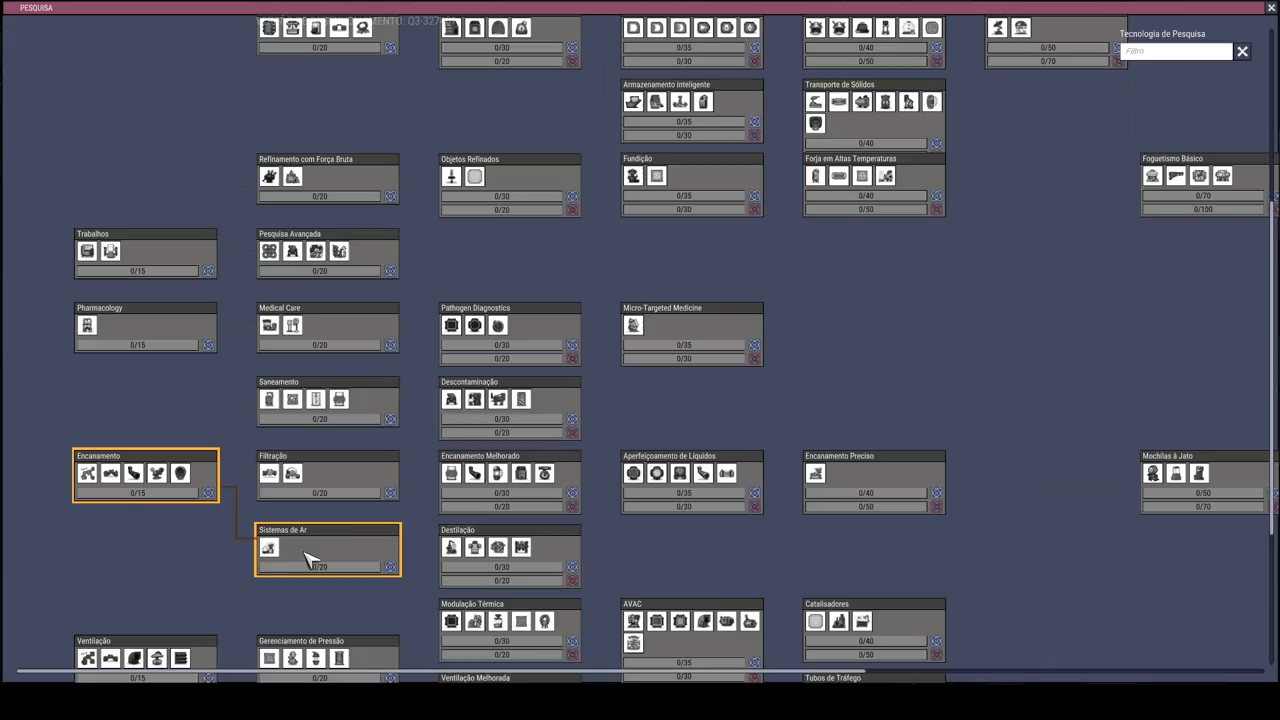 PESQUISA
0/20
0/30
0/20
0/35
0/30
0/40
0/50
0/50
0/70
Tecnologia de Pesquisa
Filtro
Armazenamento Inteligente
0/35
0/30
Transporte de Sólidos
0/40
Refinamento com Força Bruta
0/20
Objetos Refinados
0/30
0/20
Fundição
0/35
0/30
Forja em Altas Temperaturas
0/40
0/50
Foguetismo Básico
0/70
0/100
Trabalhos
0/15
Pesquisa Avançada
0/20
Pharmacology
0/15
Medical Care
0/20
Pathogen Diagnostics
0/30
0/20
Micro-Targeted Medicine
0/35
0/30
Saneamento
0/20
Descontaminação
0/30
0/20
Encanamento
0/15
Filtração
0/20
Encanamento Melhorado
0/30
0/20
Aperfeiçoamento de Líquidos
0/35
0/30
Encanamento Preciso
0/40
0/50
Mochilas à Jato
0/50
0/70
Sistemas de Ar
0/20
Destilação
0/30
0/20
Modulação Térmica
0/30
0/20
AVAC
0/35
0/30
Catalisadores
0/40
0/50
Ventilação
0/15
Gerenciamento de Pressão
0/20
Ventilação Melhorada
Tubos de Tráfego